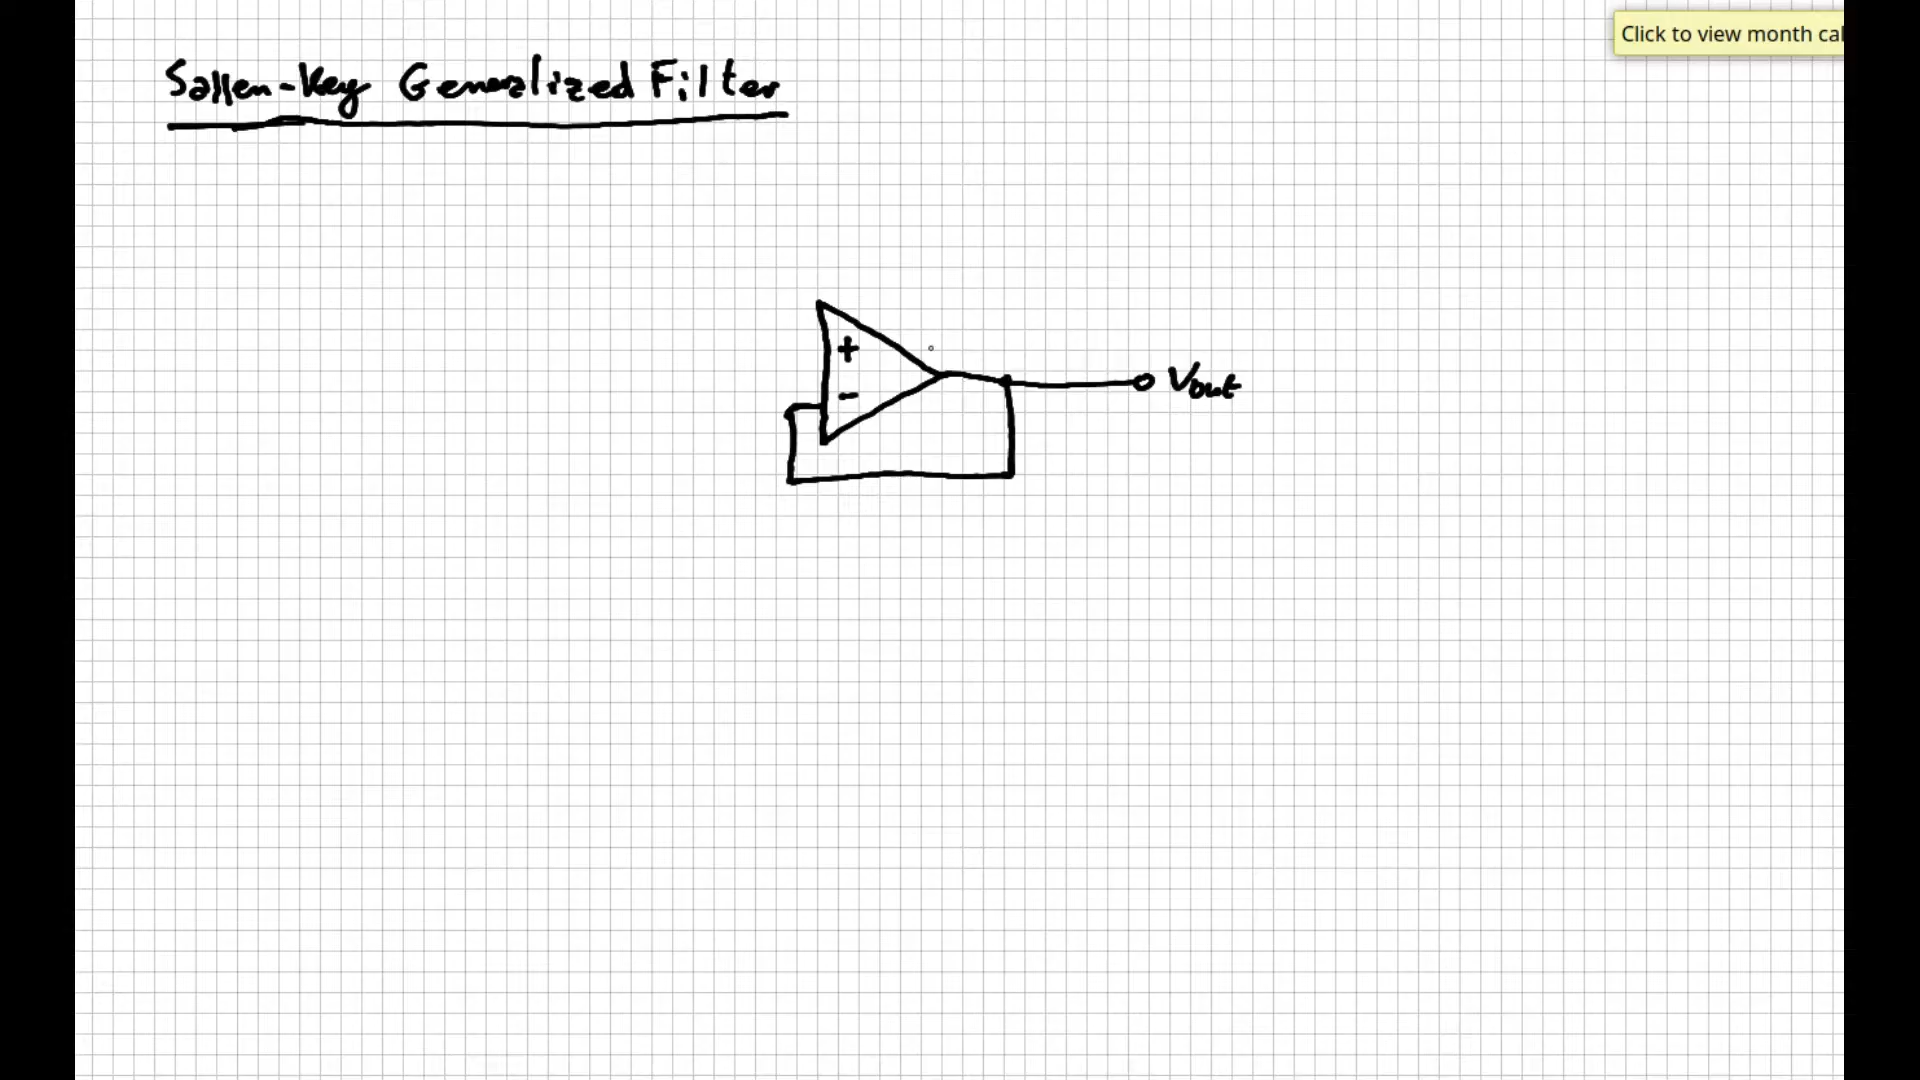 Click to view month cal
Sallen-Key Generalized Filter
+
Vout
-